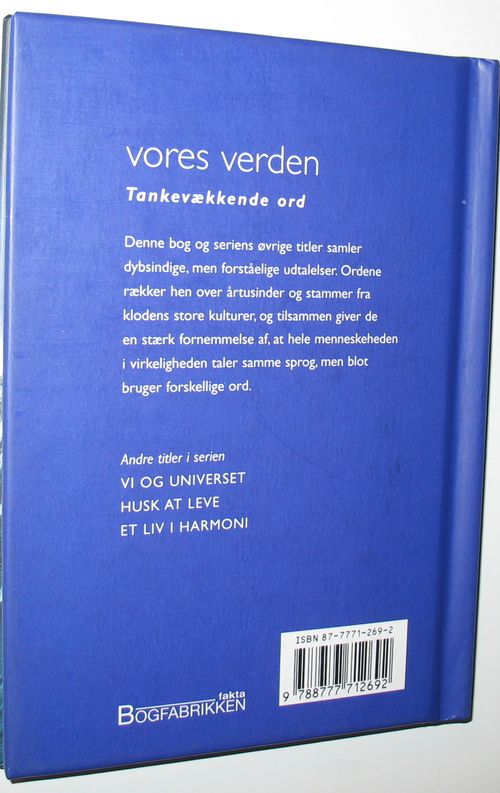 vores verden
Tankevækkende ord
Denne bog og seriens øvrige titler samler
dybsindige, men forståelige udtalelser. Ordene
rækker hen over årtusinder og stammer fra
klodens store kulturer, og tilsammen giver de
en stærk fornemmelse af, at hele menneskeheden
i virkeligheden taler samme sprog, men blot
bruger forskellige ord.
Andre titler i serien
VI OG UNIVERSET
HUSK AT LEVE
ET LIV I HARMONI
ISBN 87-7771-269-2
9 788777 712692
fakta
BOGFABRIKKEN